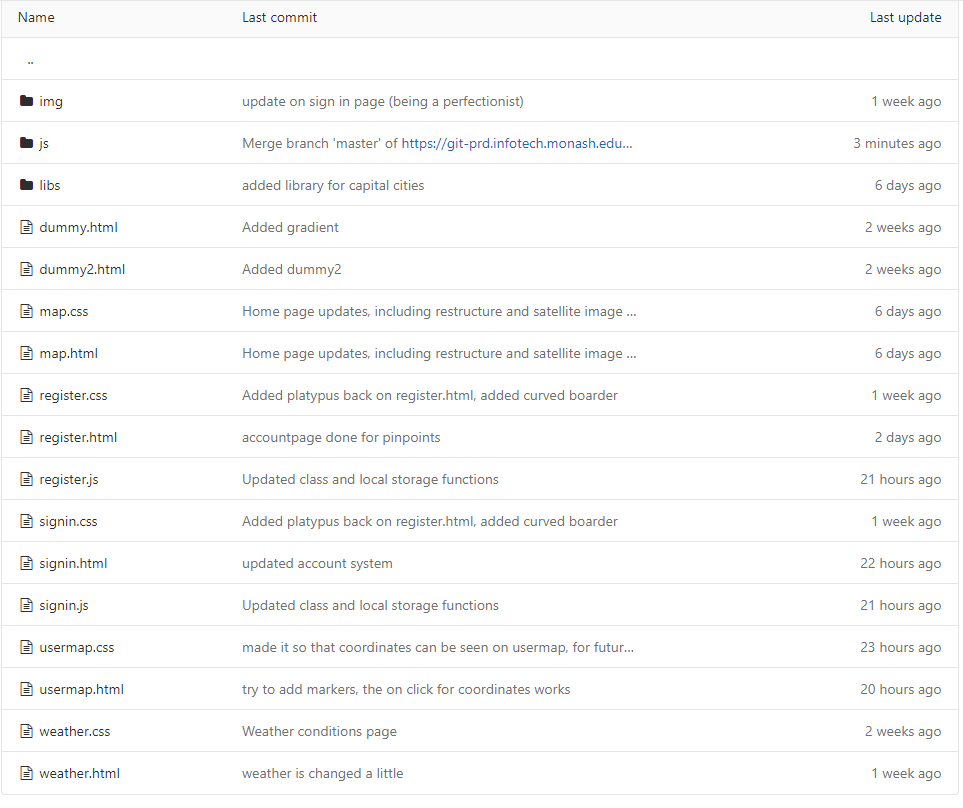 Name Last commit Last update
..
img update on sign in page (being a perfectionist) 1 week ago
js Merge branch 'master' of https://git-prd.infotech.monash.edu... 3 minutes ago
libs added library for capital cities 6 days ago
dummy.html Added gradient 2 weeks ago
dummy2.html Added dummy2 2 weeks ago
map.css Home page updates, including restructure and satellite image ... 6 days ago
map.html Home page updates, including restructure and satellite image ... 6 days ago
register.css Added platypus back on register.html, added curved boarder 1 week ago
register.html accountpage done for pinpoints 2 days ago
register.js Updated class and local storage functions 21 hours ago
signin.css Added platypus back on register.html, added curved boarder 1 week ago
signin.html updated account system 22 hours ago
signin.js Updated class and local storage functions 21 hours ago
usermap.css made it so that coordinates can be seen on usermap, for futur... 23 hours ago
usermap.html try to add markers, the on click for coordinates works 20 hours ago
weather.css Weather conditions page 2 weeks ago
weather.html weather is changed a little 1 week ago